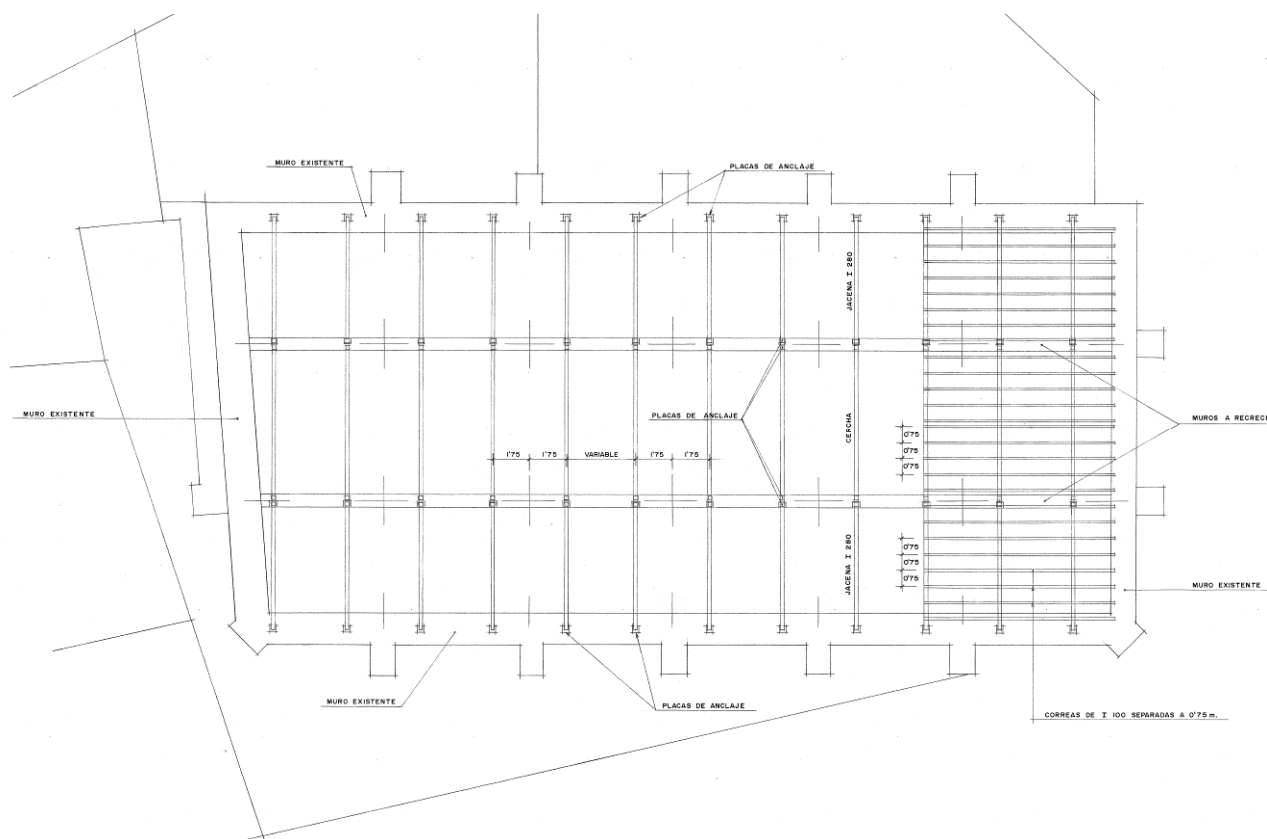 MURO EXISTENTE
PLACAS DE ANCLAJE
JACENA I 280
MURO EXISTENTE
PLACAS DE ANCLAJE
CERCHA
MUROS A RECRECE
0'75
0'75
0'75
1'75
1'75
VARIABLE
1'75
1'75
JACENA I 280
0'75
0'75
0'75
MURO EXISTENTE
MURO EXISTENTE
PLACAS DE ANCLAJE
CORREAS DE I 100 SEPARADAS A 0'75 m.